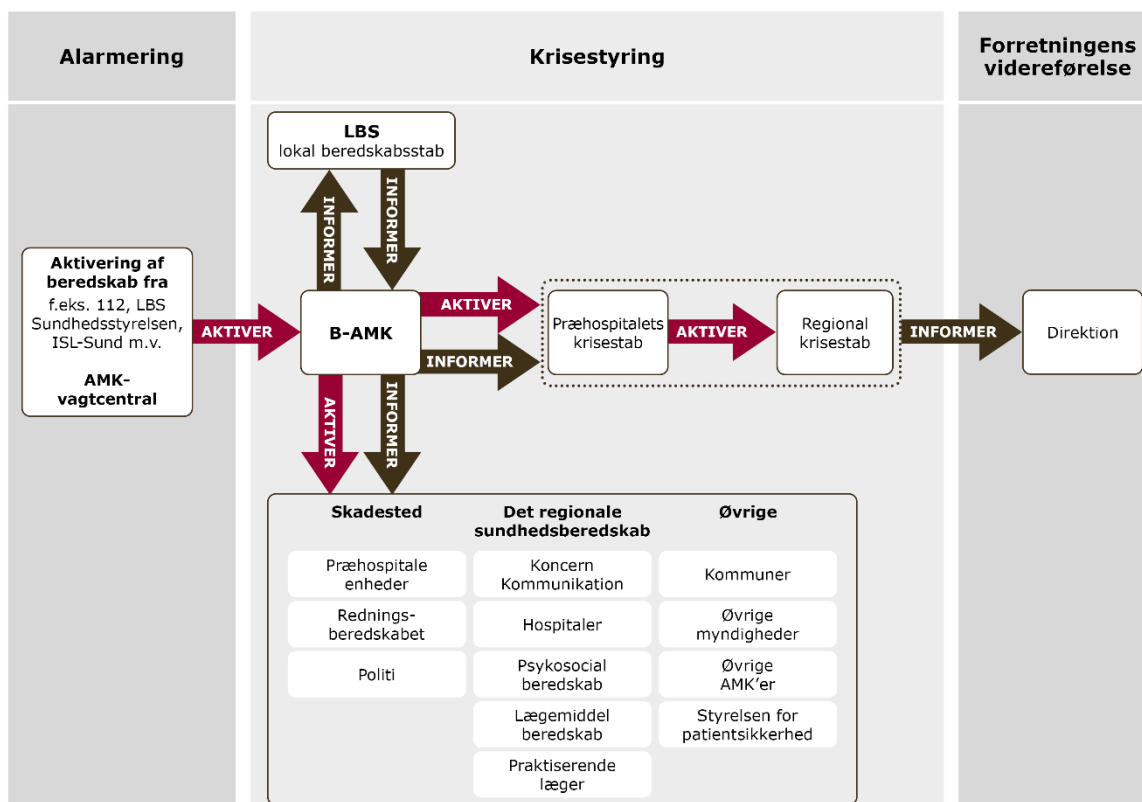 Alarmering
Krisestyring
Forretningens
videreførelse
LBS
lokal beredskabsstab
INFORMER
INFORMER
Aktivering af
beredskab fra
f.eks. 112, LBS
Sundhedsstyrelsen,
ISL-Sund m.v.
AMK-
vagtcentral
AKTIVER
B-AMK
AKTIVER
INFORMER
Præhospitalets
krisestab
AKTIVER
Regional
krisestab
INFORMER
Direktion
AKTIVER
INFORMER
Skadested
Præhospitale
enheder
Rednings-
beredskabet
Politi
Det regionale
sundhedsberedskab
Koncern
Kommunikation
Hospitaler
Psykosocial
beredskab
Lægemiddel
beredskab
Praktiserende
læger
Øvrige
Kommuner
Øvrige
myndigheder
Øvrige
AMK’er
Styrelsen for
patientsikkerhed